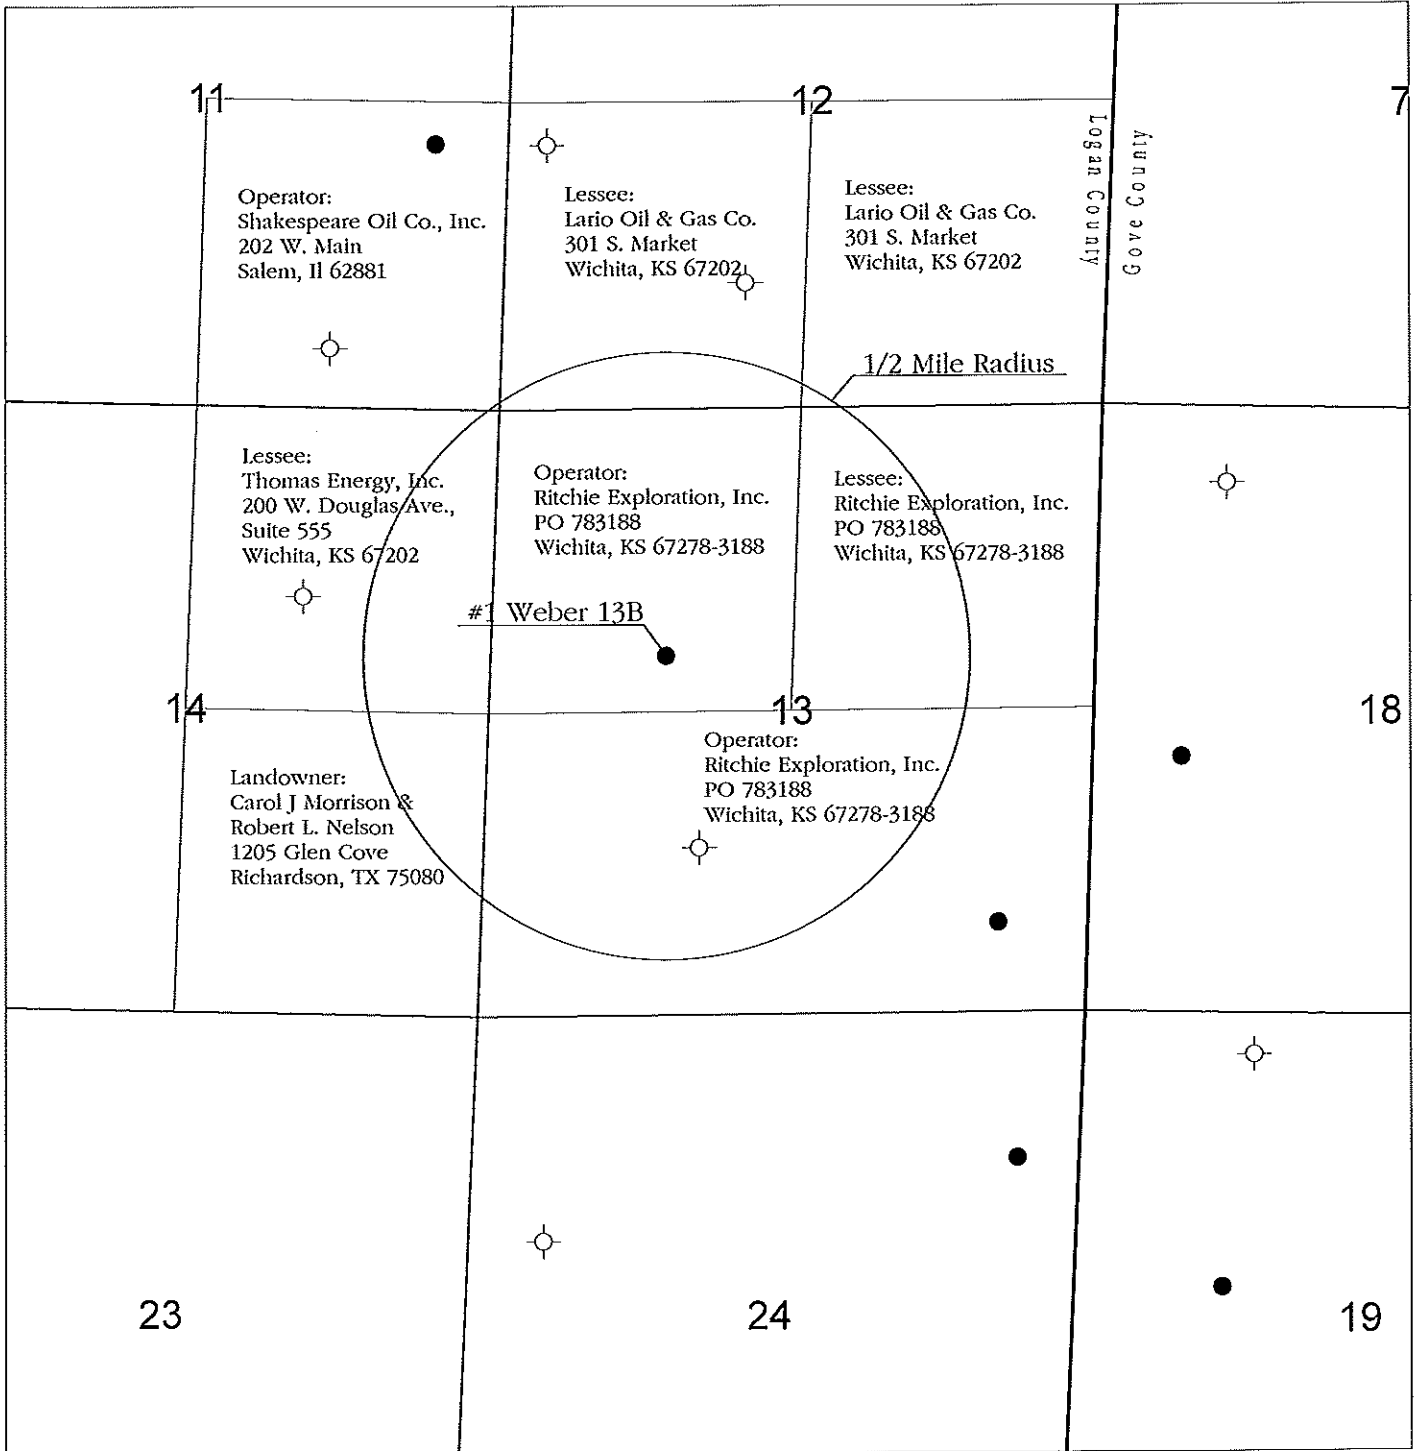 11
12
7
Logan County
Gove County
Operator:
Shakespeare Oil Co., Inc.
202 W. Main
Salem, Il 62881
Lessee:
Lario Oil & Gas Co.
301 S. Market
Wichita, KS 67202
Lessee:
Lario Oil & Gas Co.
301 S. Market
Wichita, KS 67202
1/2 Mile Radius
Lessee:
Thomas Energy, Inc.
200 W. Douglas Ave.,
Suite 555
Wichita, KS 67202
Operator:
Ritchie Exploration, Inc.
PO 783188
Wichita, KS 67278-3188
Lessee:
Ritchie Exploration, Inc.
PO 783188
Wichita, KS 67278-3188
#1 Weber 13B
14
13
18
Operator:
Ritchie Exploration, Inc.
PO 783188
Wichita, KS 67278-3188
Landowner:
Carol J Morrison &
Robert L. Nelson
1205 Glen Cove
Richardson, TX 75080
23
24
19